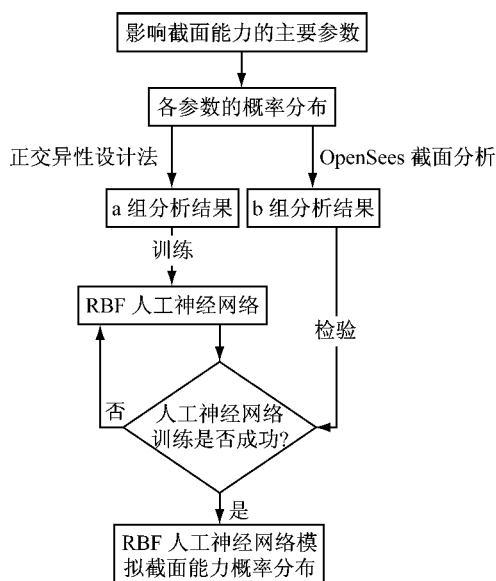 影响截面能力的主要参数
各参数的概率分布
正交异性设计法
OpenSees 截面分析
a 组分析结果
b 组分析结果
训练
RBF 人工神经网络
检验
否
人工神经网络
训练是否成功?
是
RBF 人工神经网络模
拟截面能力概率分布